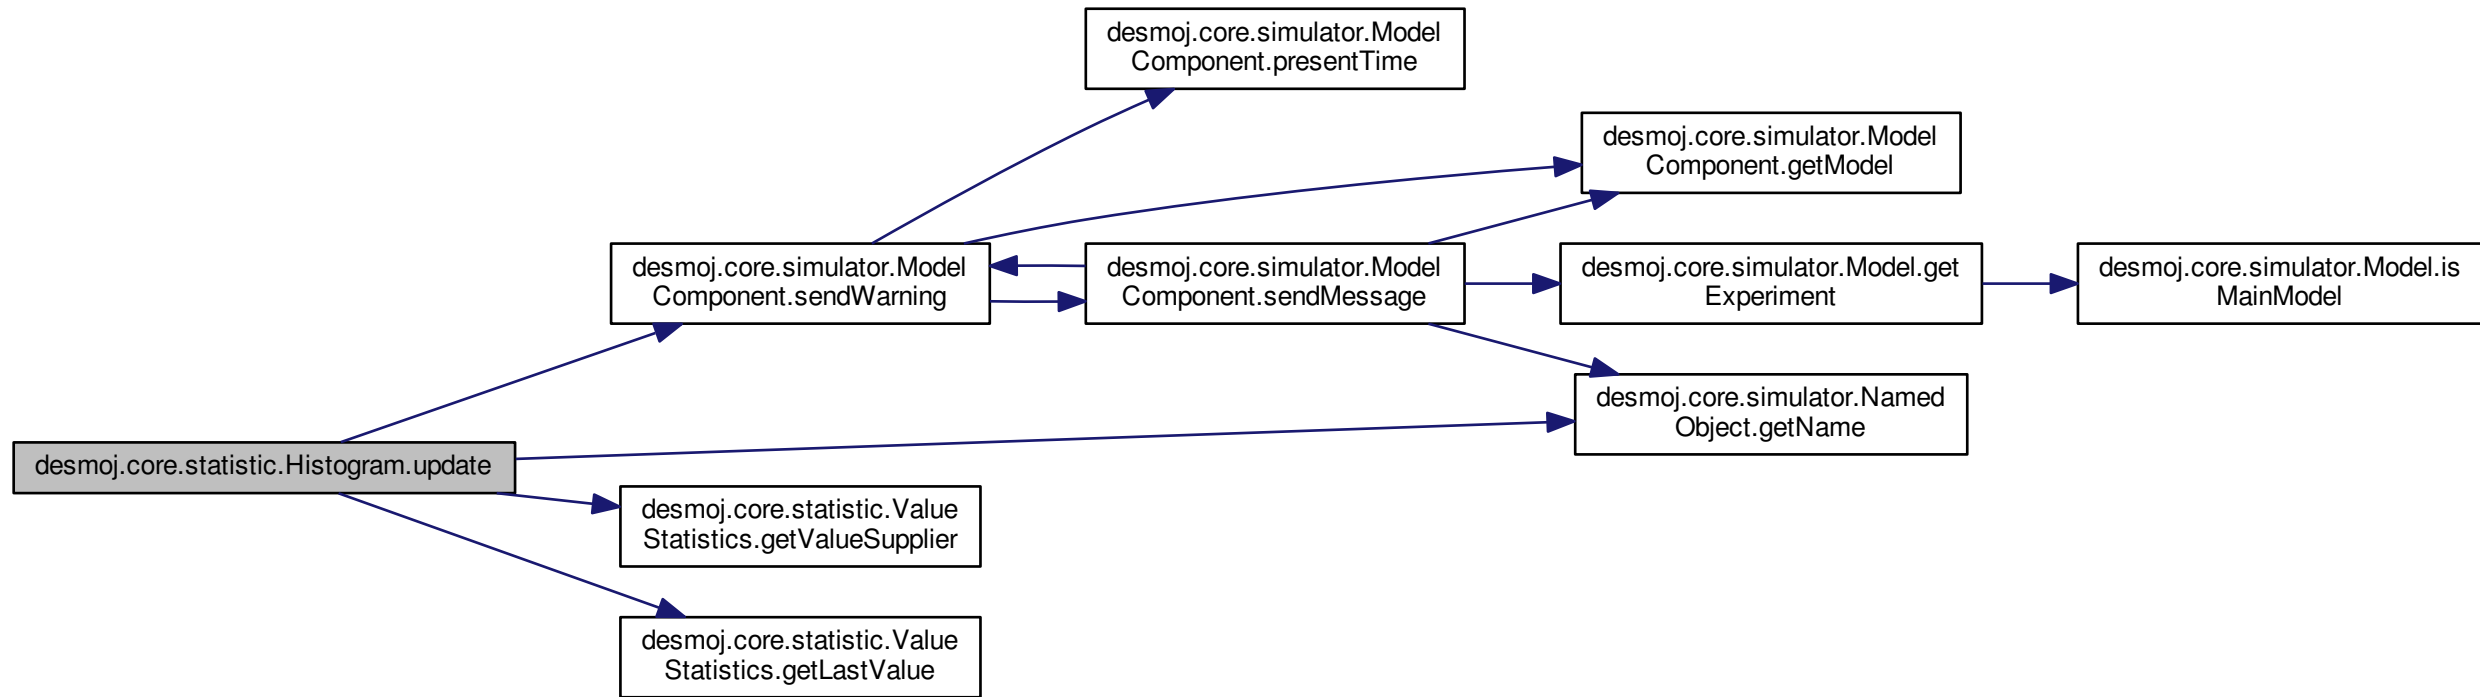 desmoj.core.simulator.Model
Component.presentTime
desmoj.core.simulator.Model
Component.getModel
desmoj.core.simulator.Model
Component.sendWarning
desmoj.core.simulator.Model
Component.sendMessage
desmoj.core.simulator.Model.get
Experiment
desmoj.core.simulator.Model.is
MainModel
desmoj.core.simulator.Named
Object.getName
desmoj.core.statistic.Histogram.update
desmoj.core.statistic.Value
Statistics.getValueSupplier
desmoj.core.statistic.Value
Statistics.getLastValue